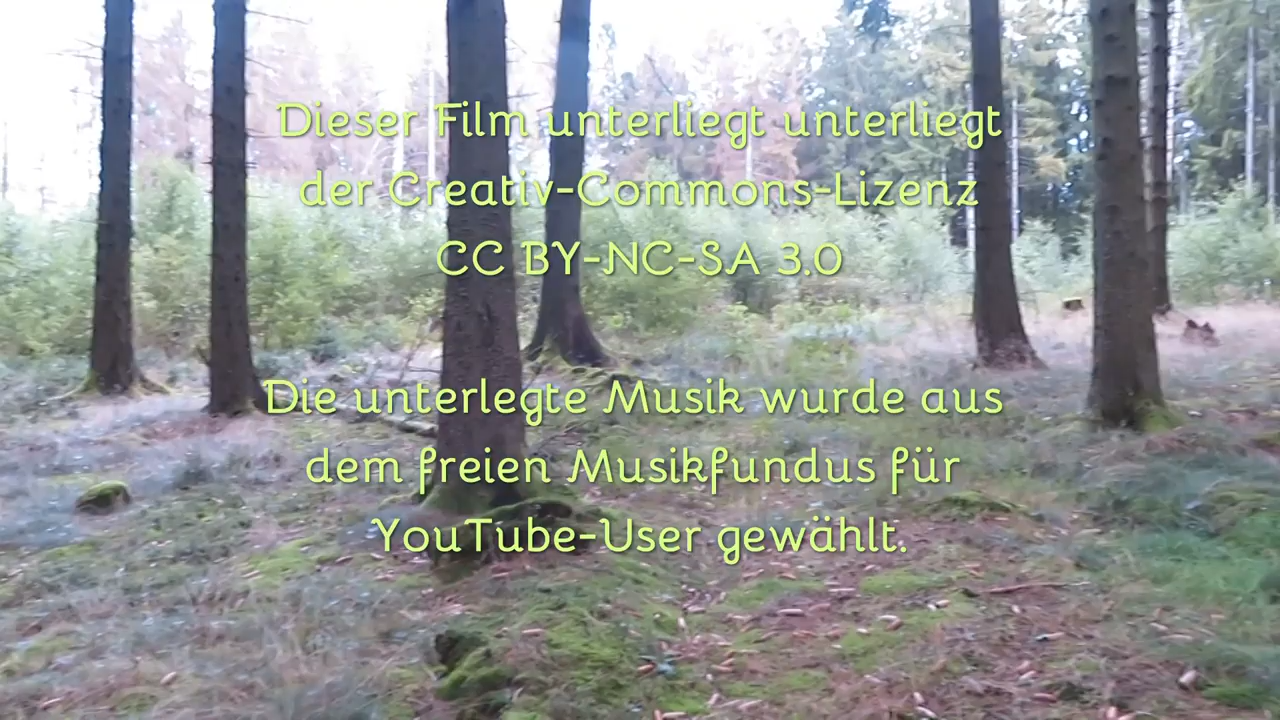 Dieser Film unterliegt unterliegt
der Creativ-Commons-Lizenz
CC BY-NC-SA 3.0
Die unterlegte Musik wurde aus
dem freien Musikfundus für
YouTube-User gewählt.